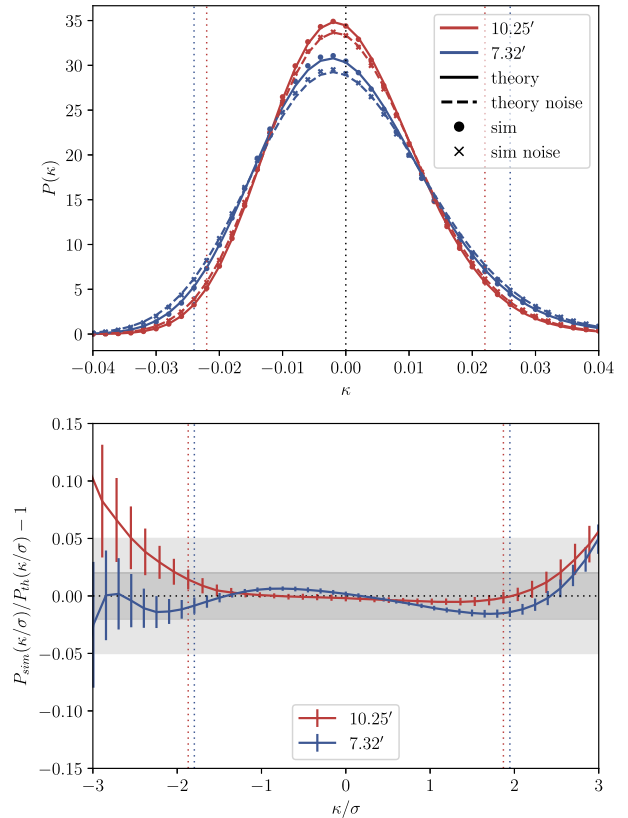 35
30
25
20
15
10
5
0
P(κ)
10.25′
7.32′
theory
theory noise
sim
sim noise
−0.04 −0.03 −0.02 −0.01 0.00 0.01 0.02 0.03 0.04
κ
0.15
0.10
0.05
0.00
−0.05
−0.10
−0.15
P_sim(κ/σ)/P_th(κ/σ) − 1
10.25′
7.32′
−3 −2 −1 0 1 2 3
κ/σ